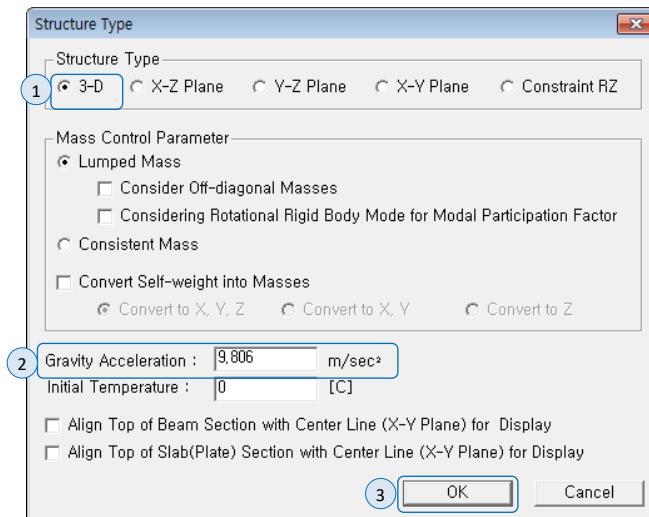 Structure Type
Structure Type
1 3-D X-Z Plane Y-Z Plane X-Y Plane Constraint RZ
Mass Control Parameter
Lumped Mass
Consider Off-diagonal Masses
Considering Rotational Rigid Body Mode for Modal Participation Factor
Consistent Mass
Convert Self-weight into Masses
Convert to X, Y, Z Convert to X, Y Convert to Z
2 Gravity Acceleration : 9,806 m/sec²
Initial Temperature : 0 [C]
Align Top of Beam Section with Center Line (X-Y Plane) for Display
Align Top of Slab(Plate) Section with Center Line (X-Y Plane) for Display
3 OK Cancel